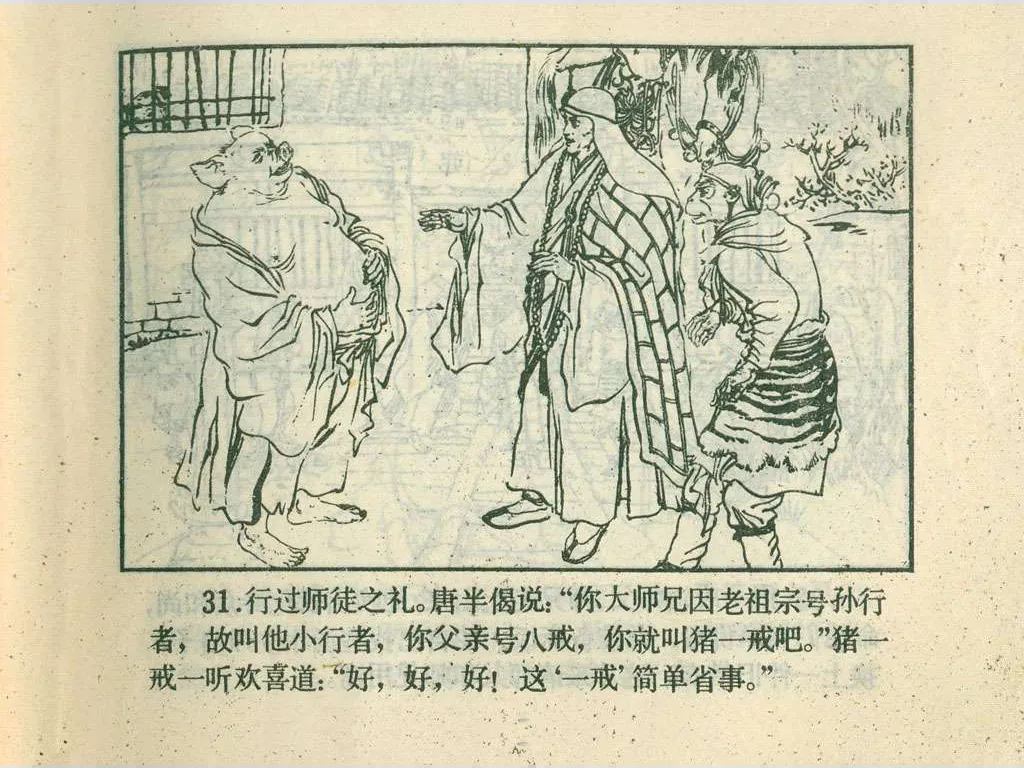 31.行过师徒之礼。唐半偈说:“你大师兄因老祖宗号孙行
者，故叫他小行者，你父亲号八戒，你就叫猪一戒吧。”猪一
戒一听欢喜道:“好，好，好！这‘一戒’简单省事。”